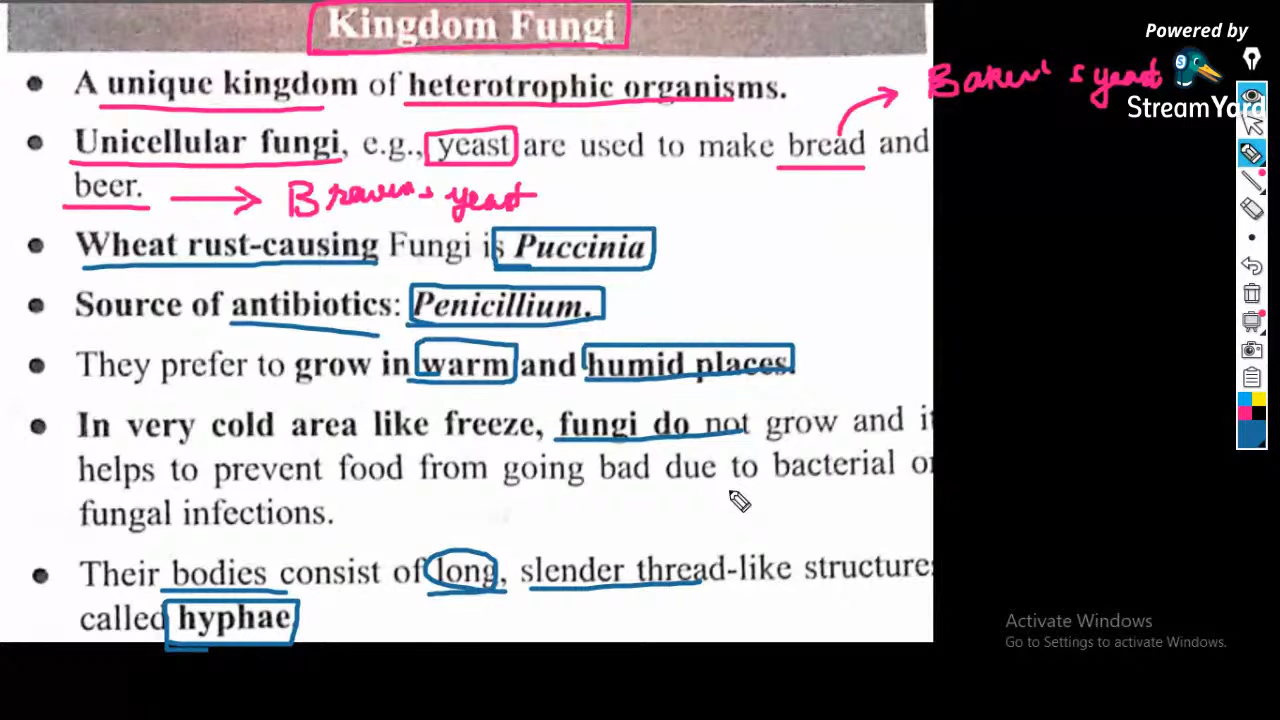 Kingdom Fungi
Powered by
StreamYard
• A unique kingdom of heterotrophic organisms.
Baker's yeast
• Unicellular fungi, e.g., yeast are used to make bread and
beer.
yeast
• Wheat rust-causing Fungi is Puccinia
• Source of antibiotics: Penicillium.
• They prefer to grow in warm and humid places.
• In very cold area like freeze, fungi do not grow and it
helps to prevent food from going bad due to bacterial or
fungal infections.
• Their bodies consist of long, slender thread-like structure
called hyphae
Activate Windows
Go to Settings to activate Windows.